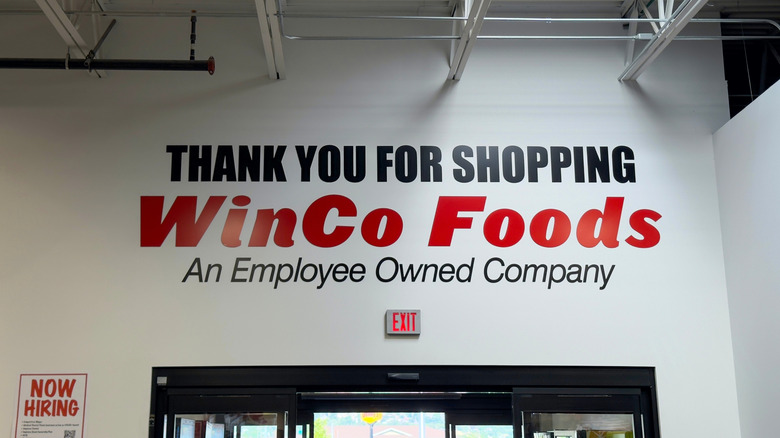 THANK YOU FOR SHOPPING
WinCo Foods
An Employee Owned Company
EXIT
NOW
HIRING